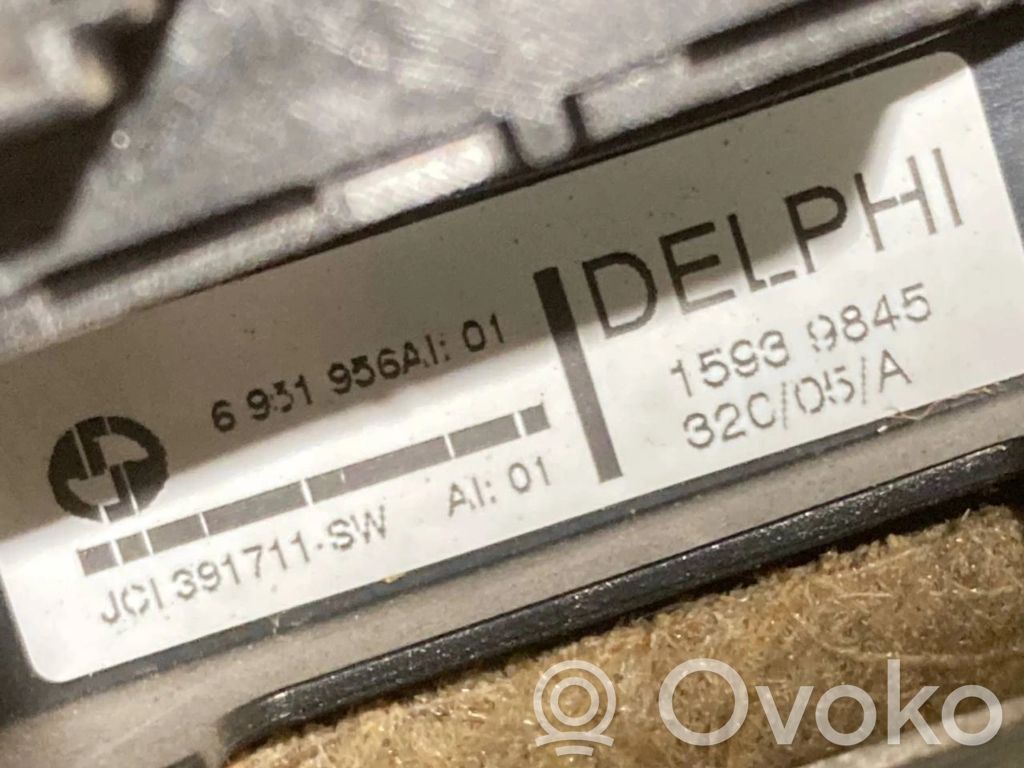 6 931 956AI: 01
JCI 391711-SW AI: 01
DELPHI
1593 9845
32C/05/A
Ovoko